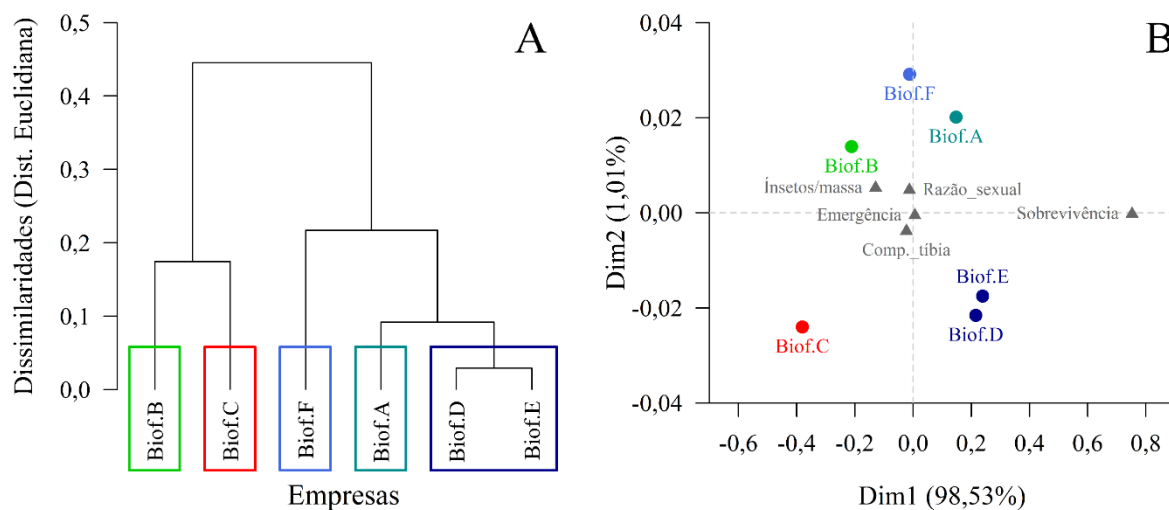 A
Dissimilaridades (Dist. Euclidiana)
0,5
0,4
0,3
0,2
0,1
0,0
Biof.B
Biof.C
Biof.F
Biof.A
Biof.D
Biof.E
Empresas
B
Dim2 (1,01%)
0,04
0,02
0,00
-0,02
-0,04
Biof.F
Biof.A
Biof.B
Ínsetos/massa
Razão_sexual
Emergência
Sobrevivência
Comp._tíbia
Biof.E
Biof.D
Biof.C
-0,6 -0,4 -0,2 0,0 0,2 0,4 0,6 0,8
Dim1 (98,53%)